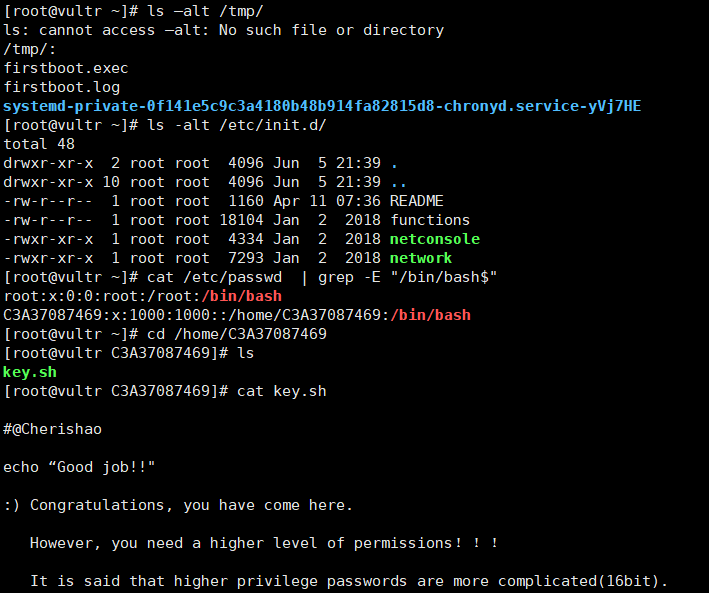 [root@vultr ~]# ls —alt /tmp/
ls: cannot access —alt: No such file or directory
/tmp/:
firstboot.exec
firstboot.log
systemd-private-0f141e5c9c3a4180b48b914fa82815d8-chronyd.service-yVj7HE
[root@vultr ~]# ls -alt /etc/init.d/
total 48
drwxr-xr-x  2 root root  4096 Jun  5 21:39 .
drwxr-xr-x 10 root root  4096 Jun  5 21:39 ..
-rw-r--r--  1 root root  1160 Apr 11 07:36 README
-rw-r--r--  1 root root 18104 Jan  2  2018 functions
-rwxr-xr-x  1 root root  4334 Jan  2  2018 netconsole
-rwxr-xr-x  1 root root  7293 Jan  2  2018 network
[root@vultr ~]# cat /etc/passwd  | grep -E "/bin/bash$"
root:x:0:0:root:/root:/bin/bash
C3A37087469:x:1000:1000::/home/C3A37087469:/bin/bash
[root@vultr ~]# cd /home/C3A37087469
[root@vultr C3A37087469]# ls
key.sh
[root@vultr C3A37087469]# cat key.sh
#@Cherishao
echo “Good job!!"
:) Congratulations, you have come here.
However, you need a higher level of permissions！！！
It is said that higher privilege passwords are more complicated(16bit).